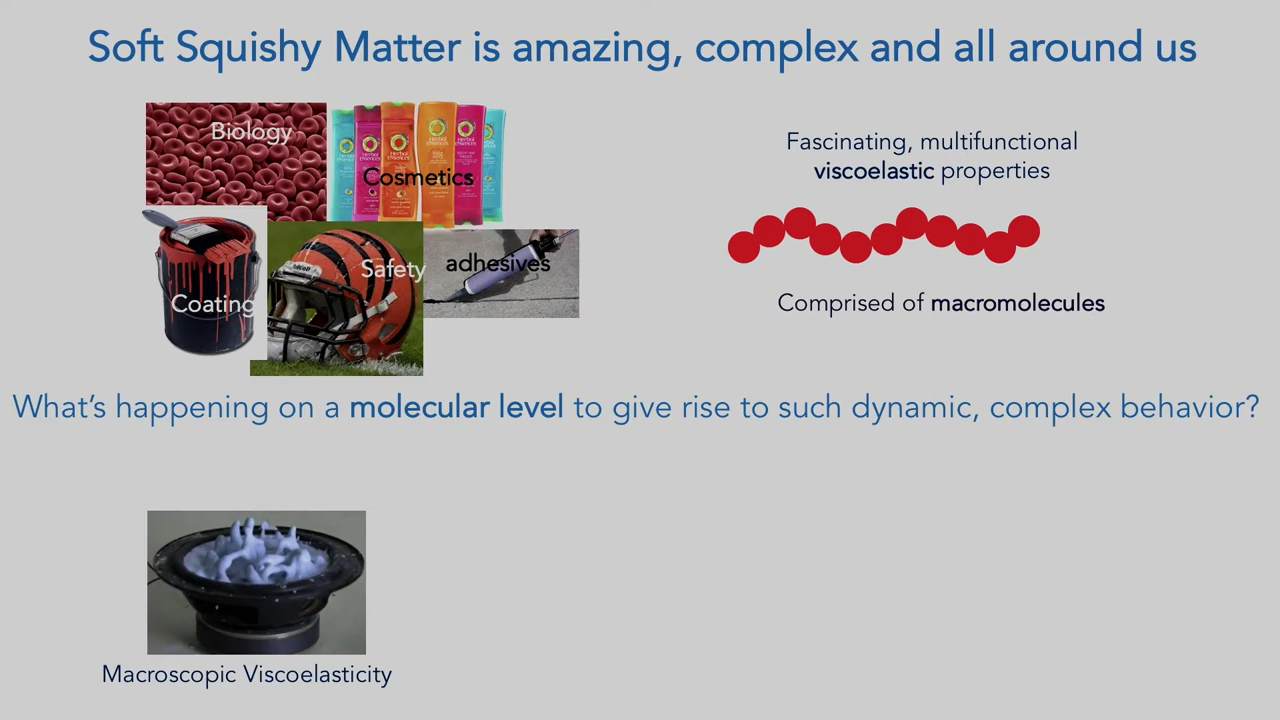 Soft Squishy Matter is amazing, complex and all around us
Biology
Cosmetics
Coating
Safety
adhesives
Fascinating, multifunctional
viscoelastic properties
Comprised of macromolecules
What's happening on a molecular level to give rise to such dynamic, complex behavior?
Macroscopic Viscoelasticity